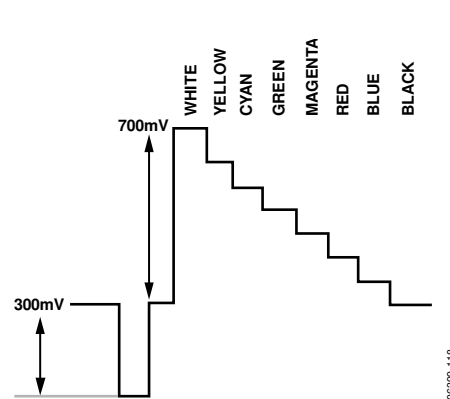 WHITE
YELLOW
CYAN
GREEN
MAGENTA
RED
BLUE
BLACK
700mV
300mV